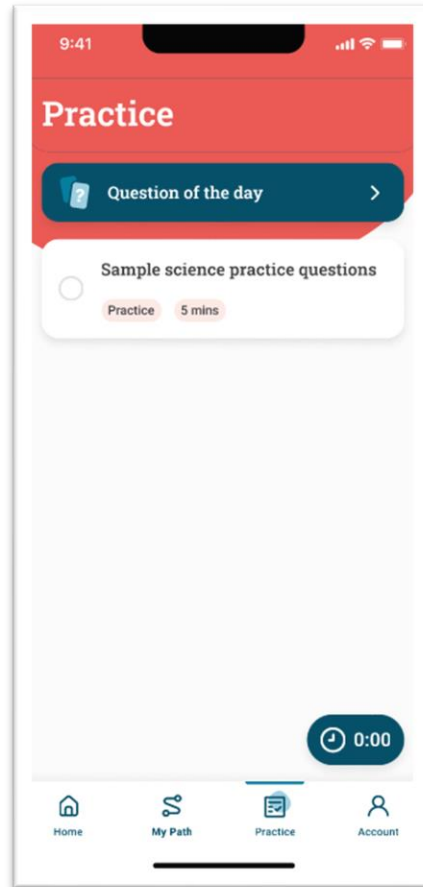 9:41
Practice
?
Question of the day
Sample science practice questions
Practice 5 mins
0:00
Home My Path Practice Account